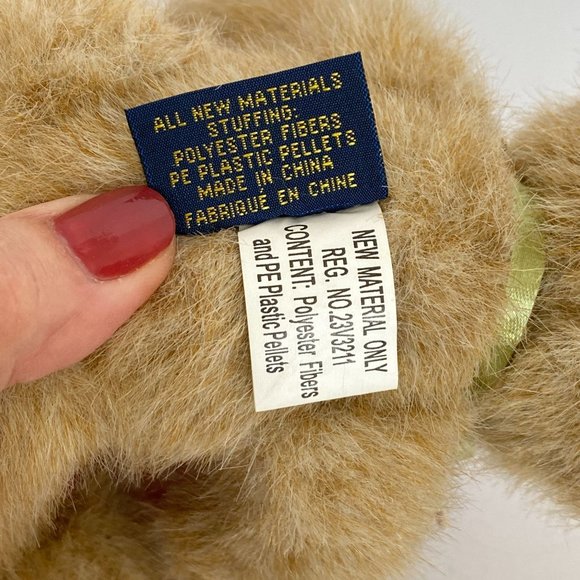 ALL NEW MATERIALS
STUFFING:
POLYESTER FIBERS
PE PLASTIC PELLETS
MADE IN CHINA
FABRIQUÉ EN CHINE
NEW MATERIAL ONLY
REG. NO.23V3211
CONTENT: Polyester Fibers
and PE Plastic Pellets